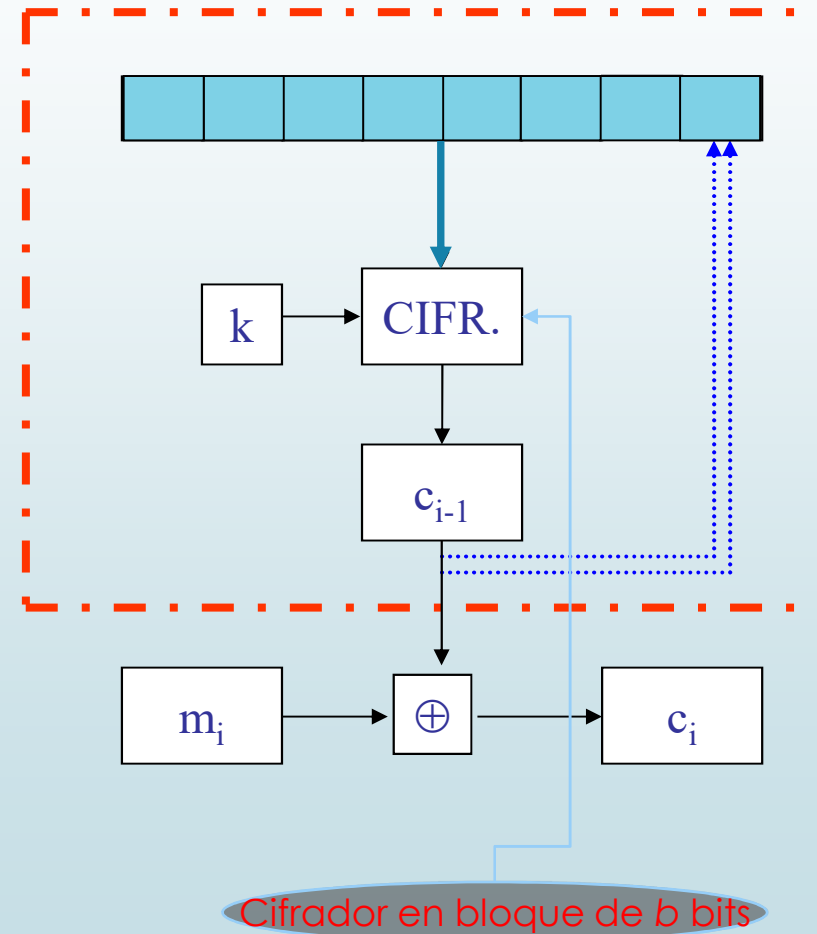 k
CIFR.
c_{i-1}
m_i
⊕
c_i
Cifrador en bloque de b bits